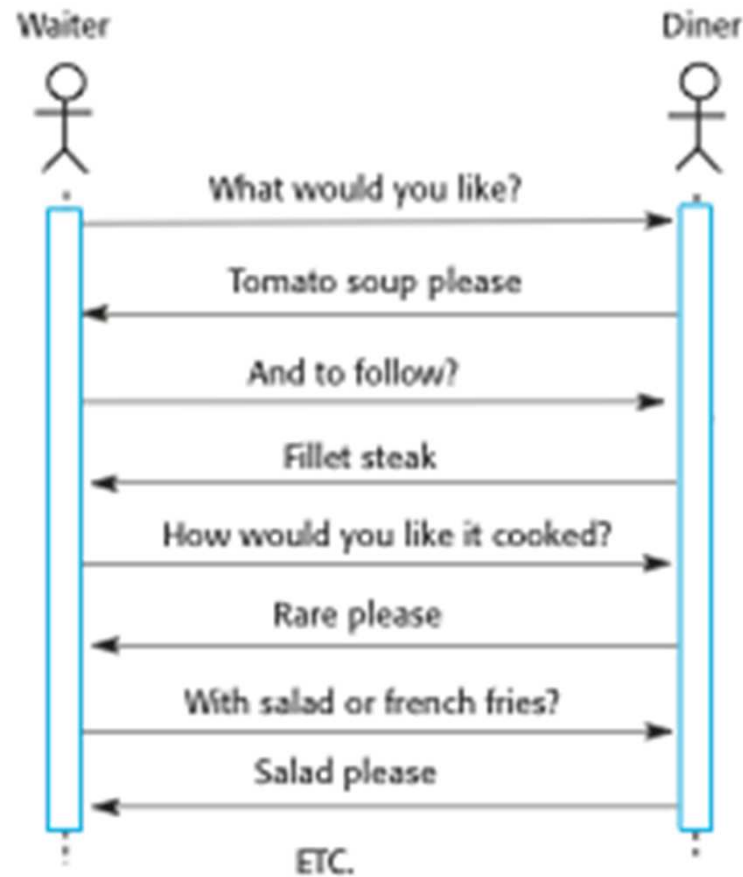 Waiter
Diner
What would you like?
Tomato soup please
And to follow?
Fillet steak
How would you like it cooked?
Rare please
With salad or french fries?
Salad please
ETC.